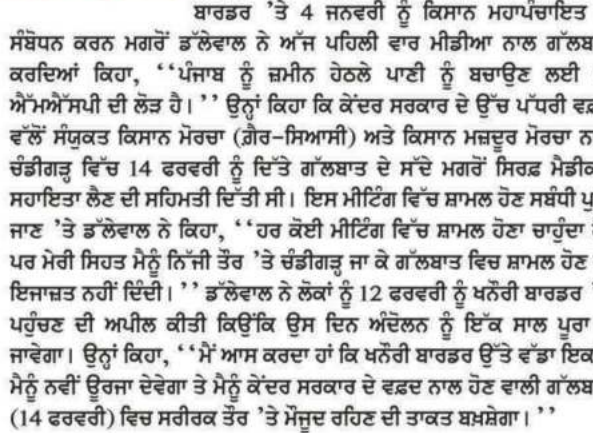 ਬਾਰਡਰ ’ਤੇ 4 ਜਨਵਰੀ ਨੂੰ ਕਿਸਾਨ ਮਹਾਪੰਚਾਇਤ
ਸੰਬੋਧਨ ਕਰਨ ਮਗਰੋਂ ਡੱਲੇਵਾਲ ਨੇ ਅੱਜ ਪਹਿਲੀ ਵਾਰ ਮੀਡੀਆ ਨਾਲ ਗੱਲਬ
ਕਰਦਿਆਂ ਕਿਹਾ, ‘‘ਪੰਜਾਬ ਨੂੰ ਜ਼ਮੀਨ ਹੇਠਲੇ ਪਾਣੀ ਨੂੰ ਬਚਾਉਣ ਲਈ
ਐੱਮਐੱਸਪੀ ਦੀ ਲੋੜ ਹੈ।’’ ਉਨ੍ਹਾਂ ਕਿਹਾ ਕਿ ਕੇਂਦਰ ਸਰਕਾਰ ਦੇ ਉੱਚ ਪੱਧਰੀ ਵਫ਼
ਵੱਲੋਂ ਸੰਯੁਕਤ ਕਿਸਾਨ ਮੋਰਚਾ (ਗ਼ੈਰ-ਸਿਆਸੀ) ਅਤੇ ਕਿਸਾਨ ਮਜ਼ਦੂਰ ਮੋਰਚਾ ਨ
ਚੰਡੀਗੜ੍ਹ ਵਿੱਚ 14 ਫਰਵਰੀ ਨੂੰ ਦਿੱਤੇ ਗੱਲਬਾਤ ਦੇ ਸੱਦੇ ਮਗਰੋਂ ਸਿਰਫ਼ ਮੈਡੀਕ
ਸਹਾਇਤਾ ਲੈਣ ਦੀ ਸਹਿਮਤੀ ਦਿੱਤੀ ਸੀ। ਇਸ ਮੀਟਿੰਗ ਵਿੱਚ ਸ਼ਾਮਲ ਹੋਣ ਸਬੰਧੀ ਪੁ
ਜਾਣ ’ਤੇ ਡੱਲੇਵਾਲ ਨੇ ਕਿਹਾ, ‘‘ਹਰ ਕੋਈ ਮੀਟਿੰਗ ਵਿੱਚ ਸ਼ਾਮਲ ਹੋਣਾ ਚਾਹੁੰਦਾ
ਪਰ ਮੇਰੀ ਸਿਹਤ ਮੈਨੂੰ ਨਿੱਜੀ ਤੌਰ ’ਤੇ ਚੰਡੀਗੜ੍ਹ ਜਾ ਕੇ ਗੱਲਬਾਤ ਵਿਚ ਸ਼ਾਮਲ ਹੋਣ
ਇਜਾਜ਼ਤ ਨਹੀਂ ਦਿੰਦੀ।’’ ਡੱਲੇਵਾਲ ਨੇ ਲੋਕਾਂ ਨੂੰ 12 ਫਰਵਰੀ ਨੂੰ ਖਨੌਰੀ ਬਾਰਡਰ ’
ਪਹੁੰਚਣ ਦੀ ਅਪੀਲ ਕੀਤੀ ਕਿਉਂਕਿ ਉਸ ਦਿਨ ਅੰਦੋਲਨ ਨੂੰ ਇੱਕ ਸਾਲ ਪੂਰਾ
ਜਾਵੇਗਾ। ਉਨ੍ਹਾਂ ਕਿਹਾ, ‘‘ਮੈਂ ਆਸ ਕਰਦਾ ਹਾਂ ਕਿ ਖਨੌਰੀ ਬਾਰਡਰ ਉੱਤੇ ਵੱਡਾ ਇਕ
ਮੈਨੂੰ ਨਵੀਂ ਊਰਜਾ ਦੇਵੇਗਾ ਤੇ ਮੈਨੂੰ ਕੇਂਦਰ ਸਰਕਾਰ ਦੇ ਵਫ਼ਦ ਨਾਲ ਹੋਣ ਵਾਲੀ ਗੱਲਬ
(14 ਫਰਵਰੀ) ਵਿਚ ਸਰੀਰਕ ਤੌਰ ’ਤੇ ਮੌਜੂਦ ਰਹਿਣ ਦੀ ਤਾਕਤ ਬਖ਼ਸ਼ੇਗਾ।’’